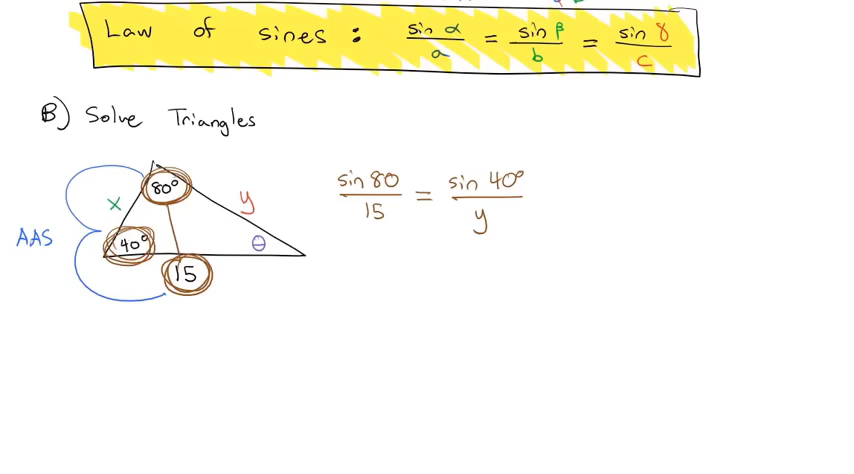 Law of sines : sin α/a = sin β/b = sin γ/c
B) Solve Triangles
80°
x
y
sin 80/15 = sin 40°/y
AAS
40°
θ
15